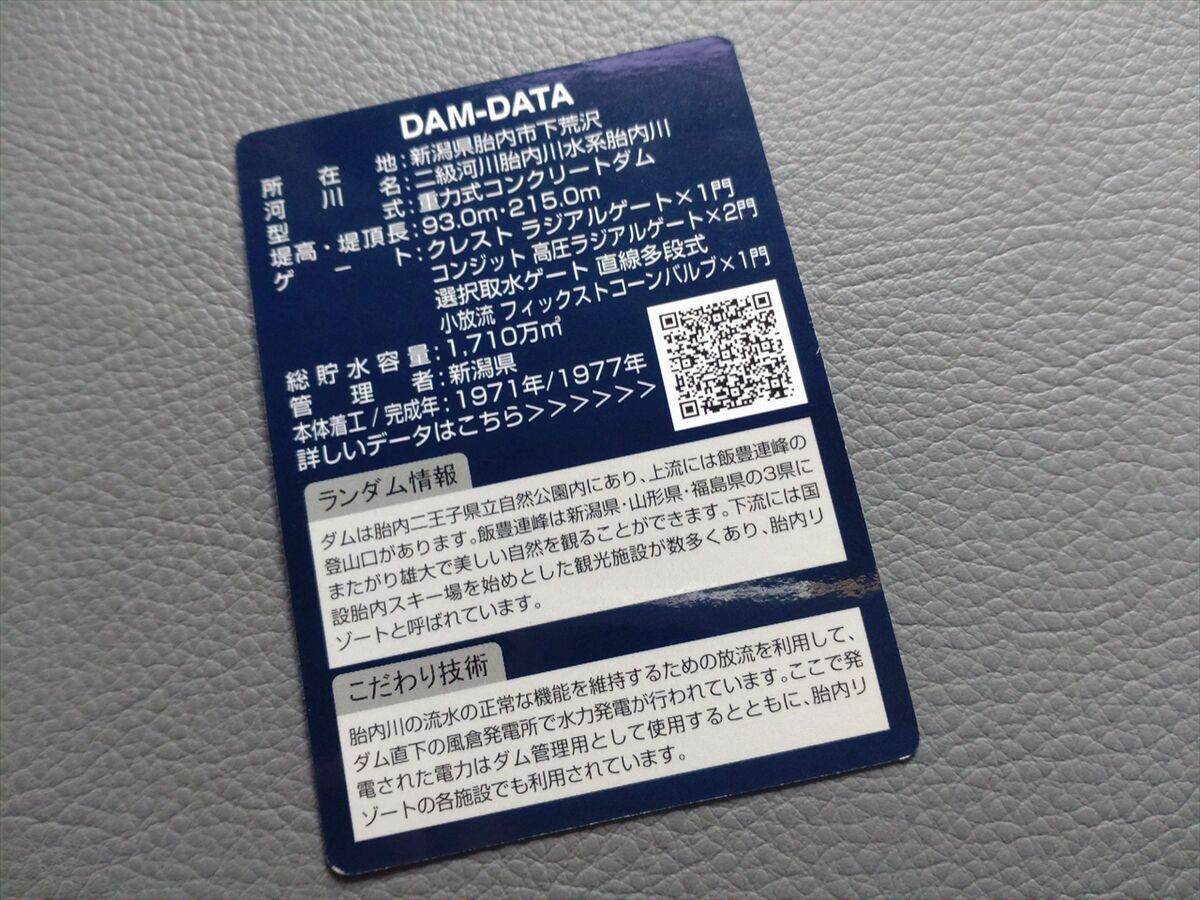 DAM-DATA
所在地：新潟県胎内市下荒沢
河川名：二級河川胎内川水系胎内川
型式：重力式コンクリートダム
堤高・堤頂長：93.0m・215.0m
ゲート：クレスト ラジアルゲート×1門
コンジット 高圧ラジアルゲート×2門
選択取水ゲート 直線多段式
小放流 フィックストコーンバルブ×1門
総貯水容量：1,710万㎥
管理者：新潟県
本体着工/完成年：1971年/1977年
詳しいデータはこちら>>>>>>
ランダム情報
ダムは胎内二王子県立自然公園内にあり、上流には飯豊連峰の
登山口があります。飯豊連峰は新潟県・山形県・福島県の3県に
またがり雄大で美しい自然を観ることができます。下流には国
設胎内スキー場を始めとした観光施設が数多くあり、胎内リ
ゾートと呼ばれています。
こだわり技術
胎内川の流水の正常な機能を維持するための放流を利用して、
ダム直下の風倉発電所で水力発電が行われています。ここで発
電された電力はダム管理用として使用するとともに、胎内リ
ゾートの各施設でも利用されています。